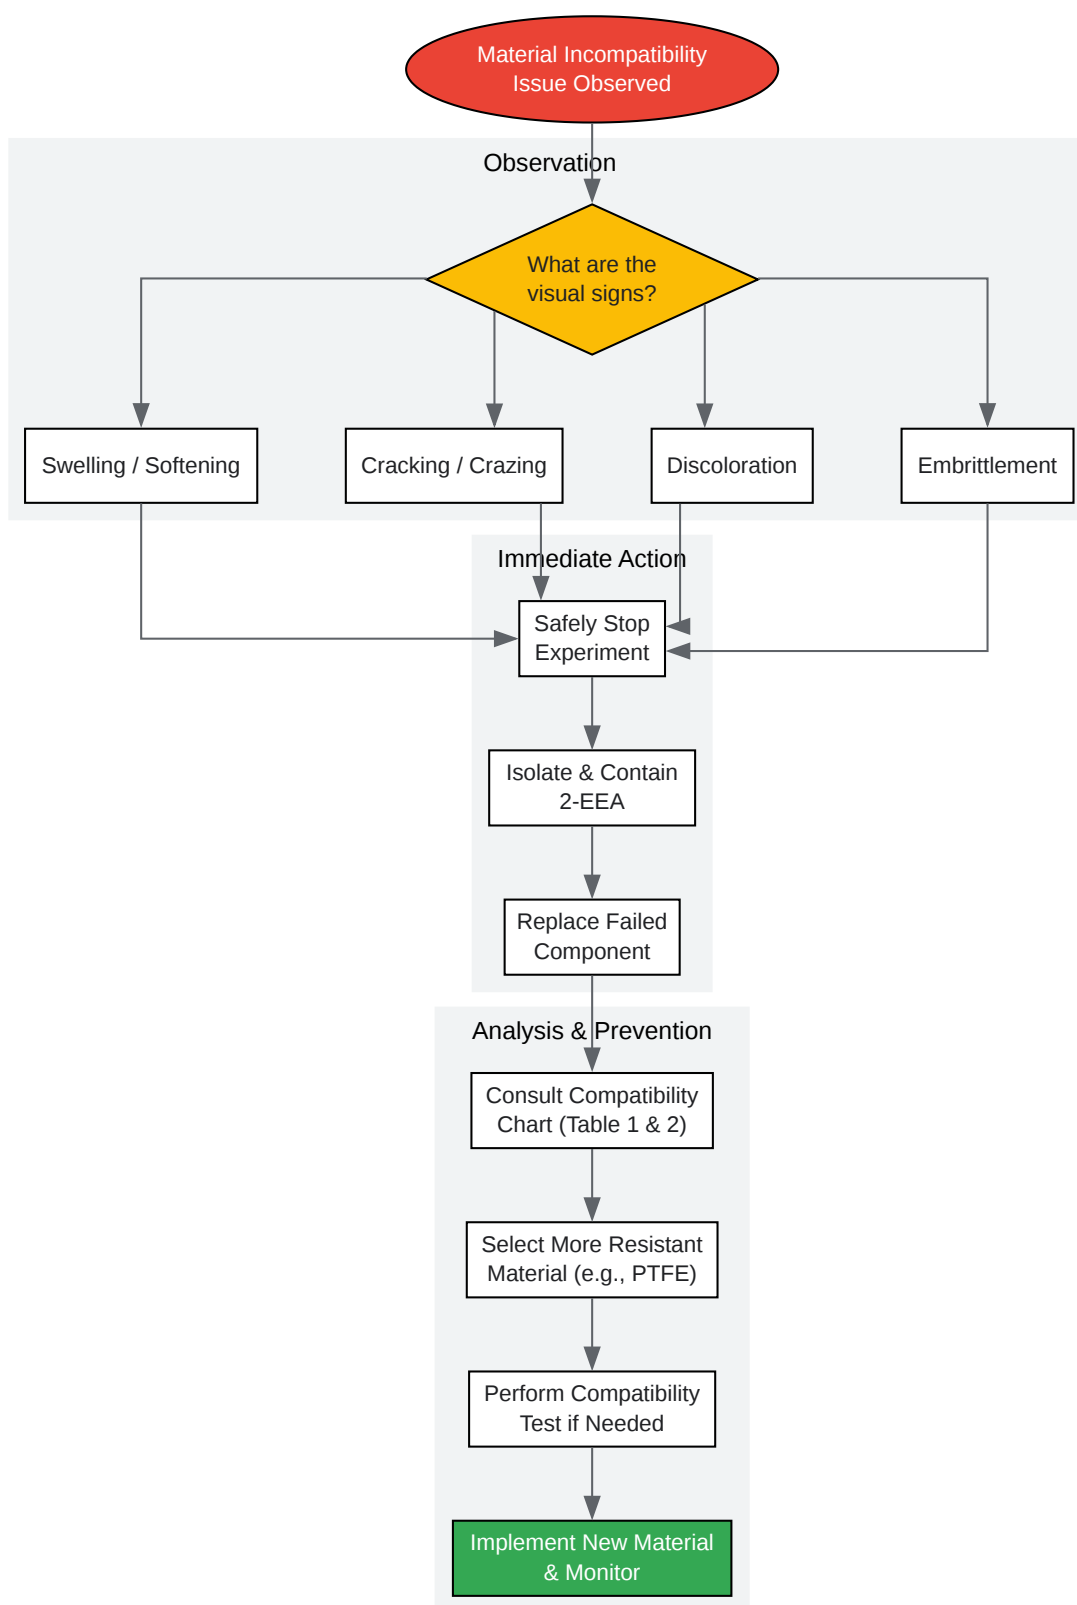 Material Incompatibility
Issue Observed
Observation
What are the
visual signs?
Swelling / Softening
Cracking / Crazing
Discoloration
Embrittlement
Immediate Action
Safely Stop
Experiment
Isolate & Contain
2-EEA
Replace Failed
Component
Analysis & Prevention
Consult Compatibility
Chart (Table 1 & 2)
Select More Resistant
Material (e.g., PTFE)
Perform Compatibility
Test if Needed
Implement New Material
& Monitor